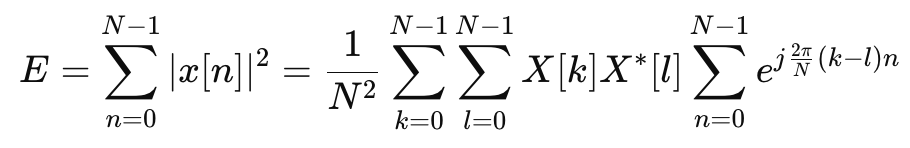 E = \sum_{n=0}^{N-1} |x[n]|^2 = \frac{1}{N^2} \sum_{k=0}^{N-1} \sum_{l=0}^{N-1} X[k]X^*[l] \sum_{n=0}^{N-1} e^{j\frac{2\pi}{N}(k-l)n}